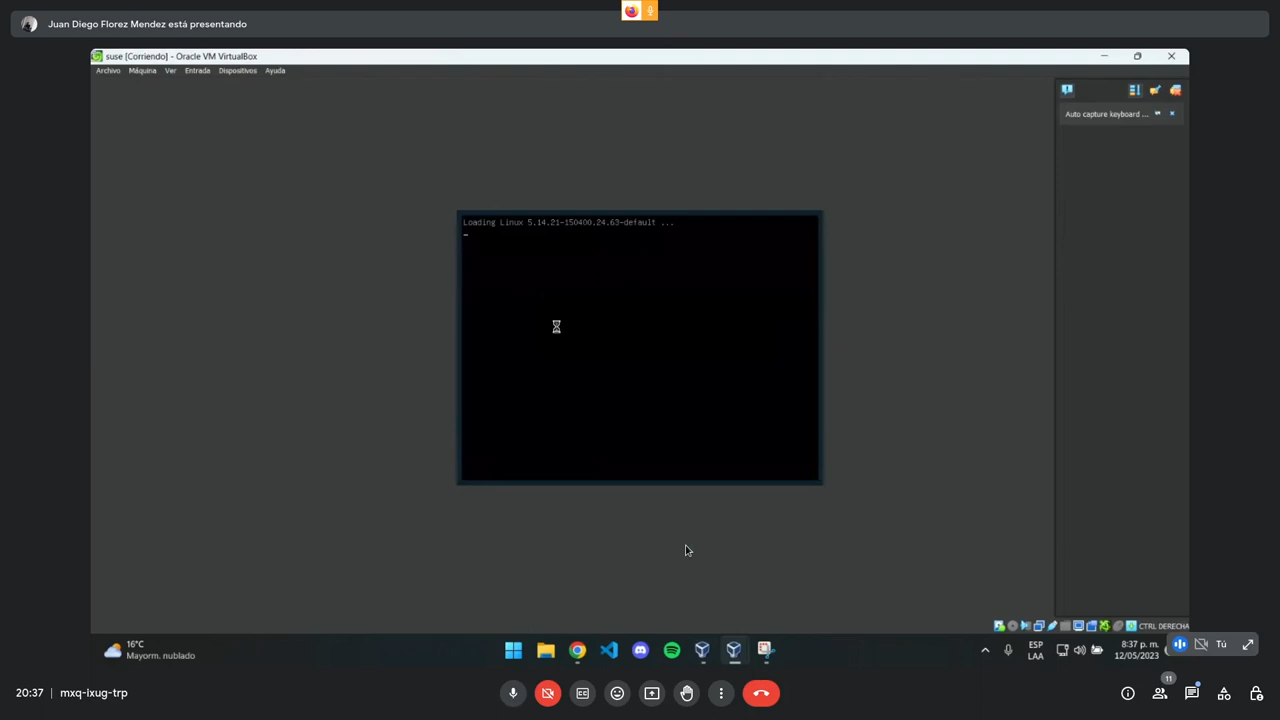 Juan Diego Florez Mendez está presentando
suse [Corriendo] - Oracle VM VirtualBox
Archivo Máquina Ver Entrada Dispositivos Ayuda
Auto capture keyboard ...
Loading Linux 5.14.21-150400.24.63-default ...
16°C
Mayorm. nublado
ESP
LAA
CTRL DERECHA
8:37 p. m.
12/05/2023
Tú
20:37 mxq-ixug-trp
11